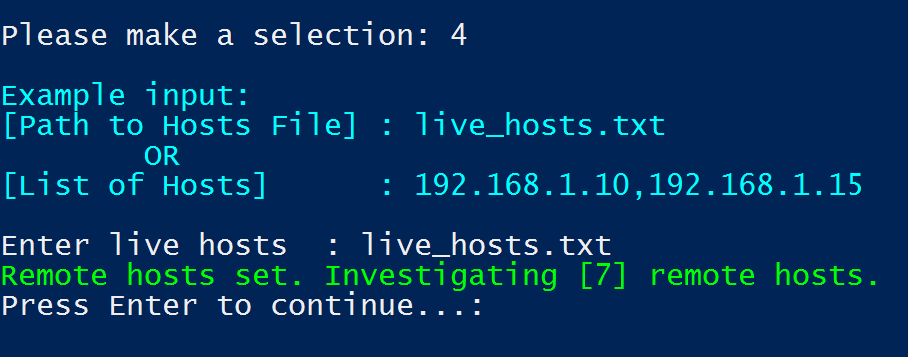 Please make a selection: 4
Example input:
[Path to Hosts File] : live_hosts.txt
OR
[List of Hosts]      : 192.168.1.10,192.168.1.15
Enter live hosts  : live_hosts.txt
Remote hosts set. Investigating [7] remote hosts.
Press Enter to continue...: